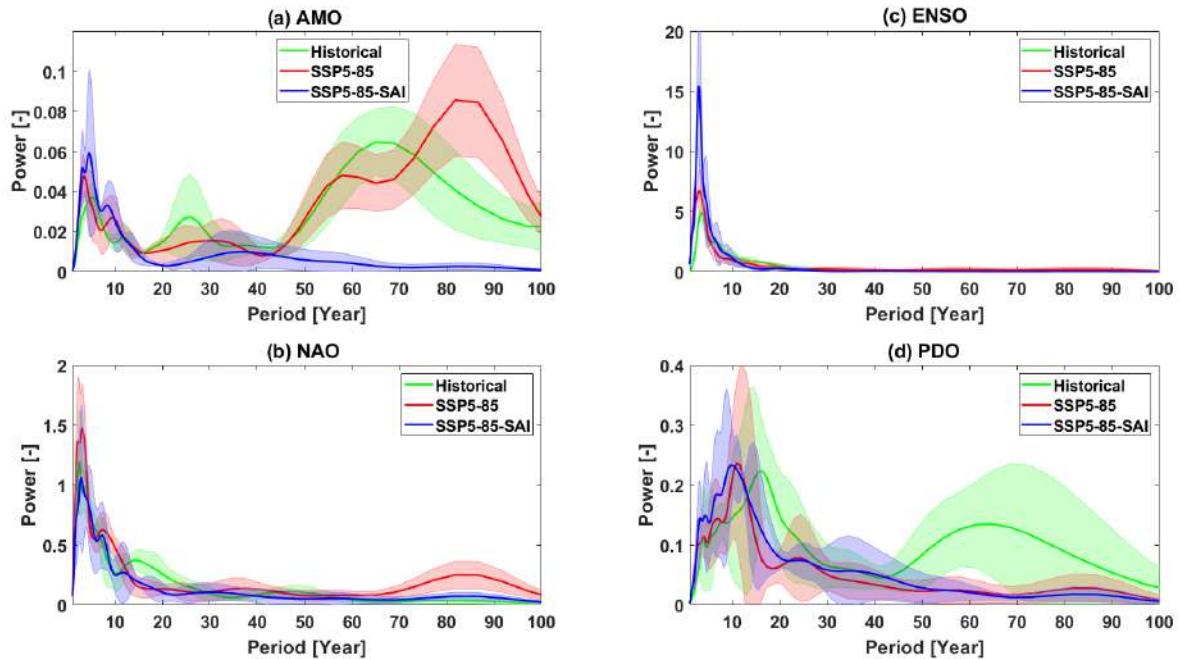 (a) AMO
Historical
SSP5-85
SSP5-85-SAI
0.1
0.08
0.06
0.04
0.02
0
Power [-]
10 20 30 40 50 60 70 80 90 100
Period [Year]
(c) ENSO
Historical
SSP5-85
SSP5-85-SAI
20
15
10
5
0
Power [-]
10 20 30 40 50 60 70 80 90 100
Period [Year]
(b) NAO
Historical
SSP5-85
SSP5-85-SAI
2
1.5
1
0.5
0
Power [-]
10 20 30 40 50 60 70 80 90 100
Period [Year]
(d) PDO
Historical
SSP5-85
SSP5-85-SAI
0.4
0.3
0.2
0.1
0
Power [-]
10 20 30 40 50 60 70 80 90 100
Period [Year]